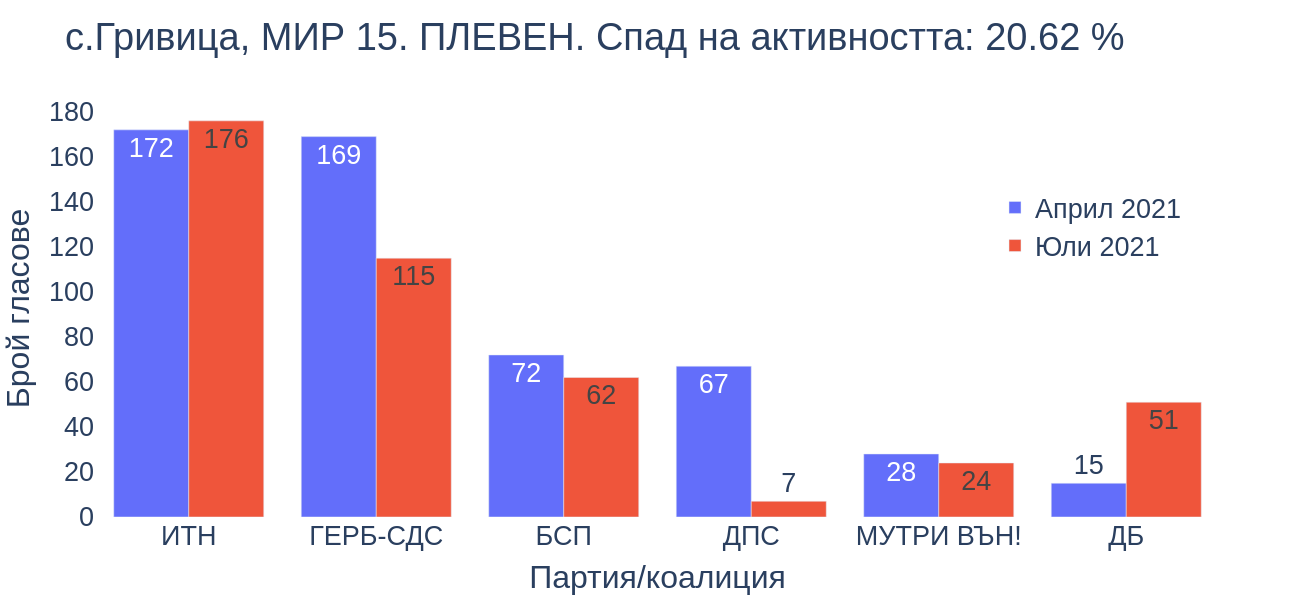 с.Гривица, МИР 15. ПЛЕВЕН. Спад на активността: 20.62 %
180
160
140
120
100
80
60
40
20
0
Брой гласове
172
176
169
115
72
62
67
7
28
24
15
51
Април 2021
Юли 2021
ИТН
ГЕРБ-СДС
БСП
ДПС
МУТРИ ВЪН!
ДБ
Партия/коалиция